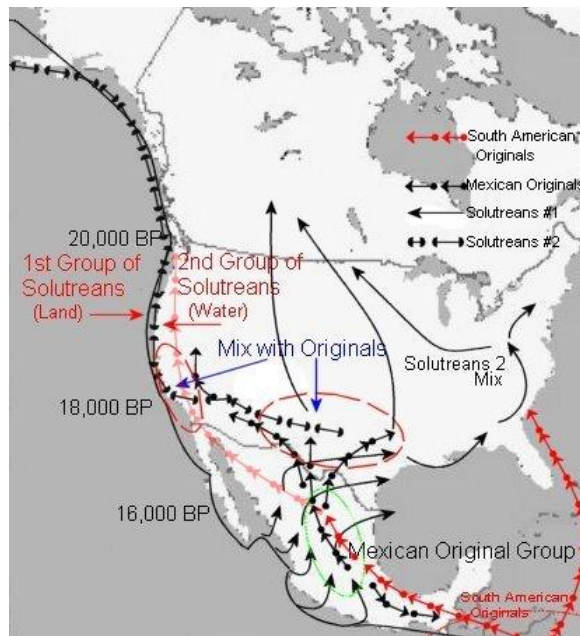 South American
Originals
Mexican Originals
Solutreans #1
Solutreans #2
20,000 BP
1st Group of
Solutreans
(Land)
2nd Group of
Solutreans
(Water)
Mix with Originals
Solutreans 2
Mix
18,000 BP
16,000 BP
Mexican Original Group
South American
Originals